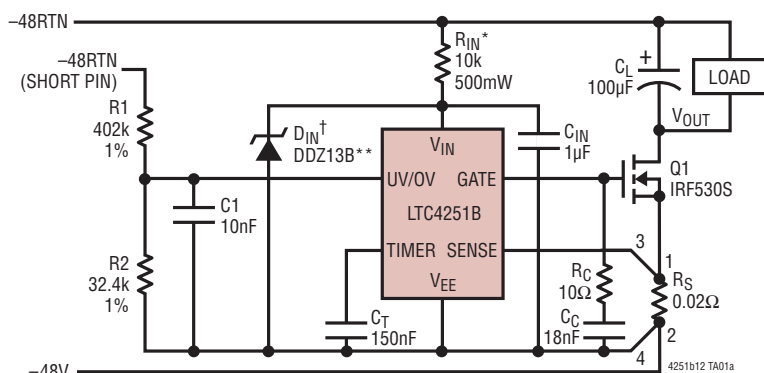 –48RTN
–48RTN
(SHORT PIN)
R1
402k
1%
R2
32.4k
1%
C1
10nF
DIN†
DDZ13B**
RIN*
10k
500mW
CIN
1µF
VIN
UV/OV
GATE
LTC4251B
TIMER
SENSE
VEE
CT
150nF
CL
100µF
+
LOAD
VOUT
Q1
IRF530S
3
1
RC
10Ω
CC
18nF
RS
0.02Ω
2
4
–48V
4251b12 TA01a